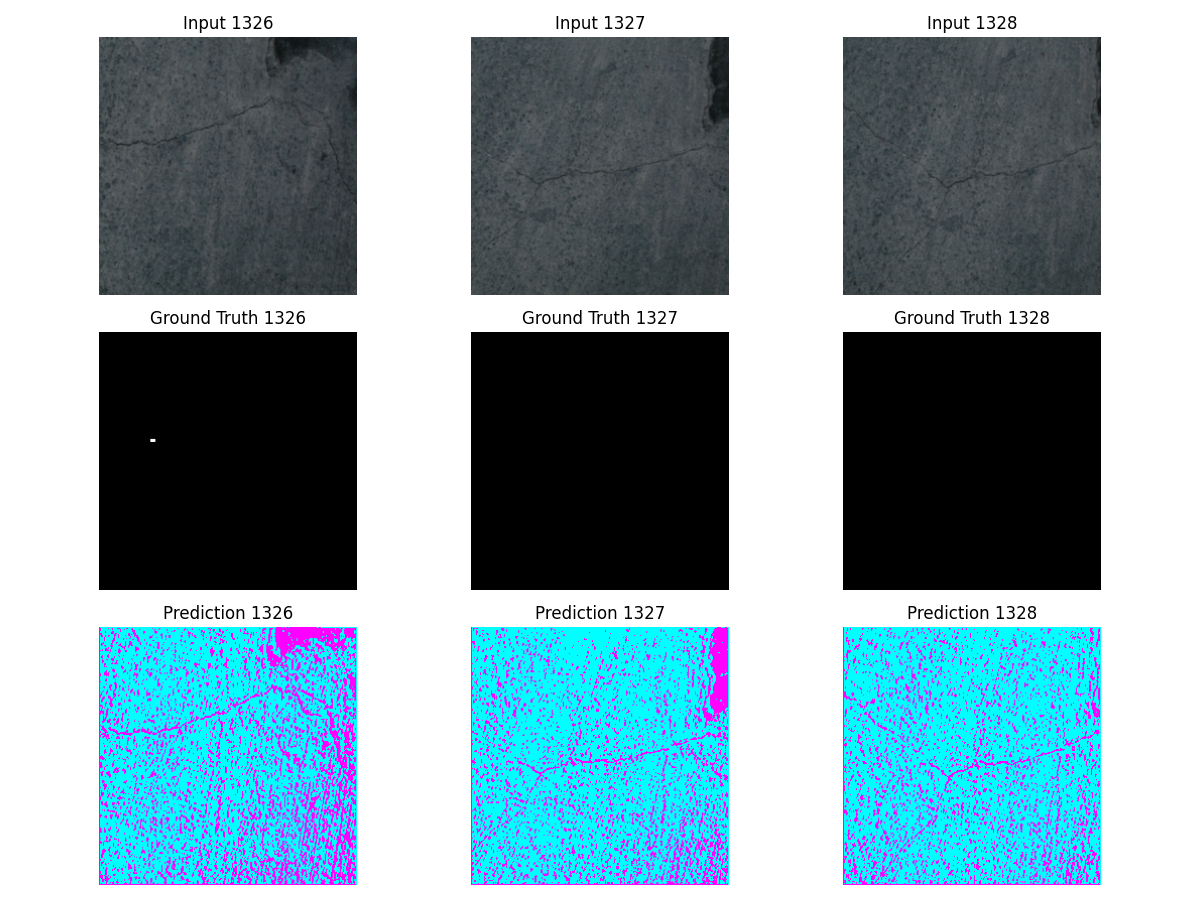 Input 1326
Input 1327
Input 1328
Ground Truth 1326
Ground Truth 1327
Ground Truth 1328
Prediction 1326
Prediction 1327
Prediction 1328